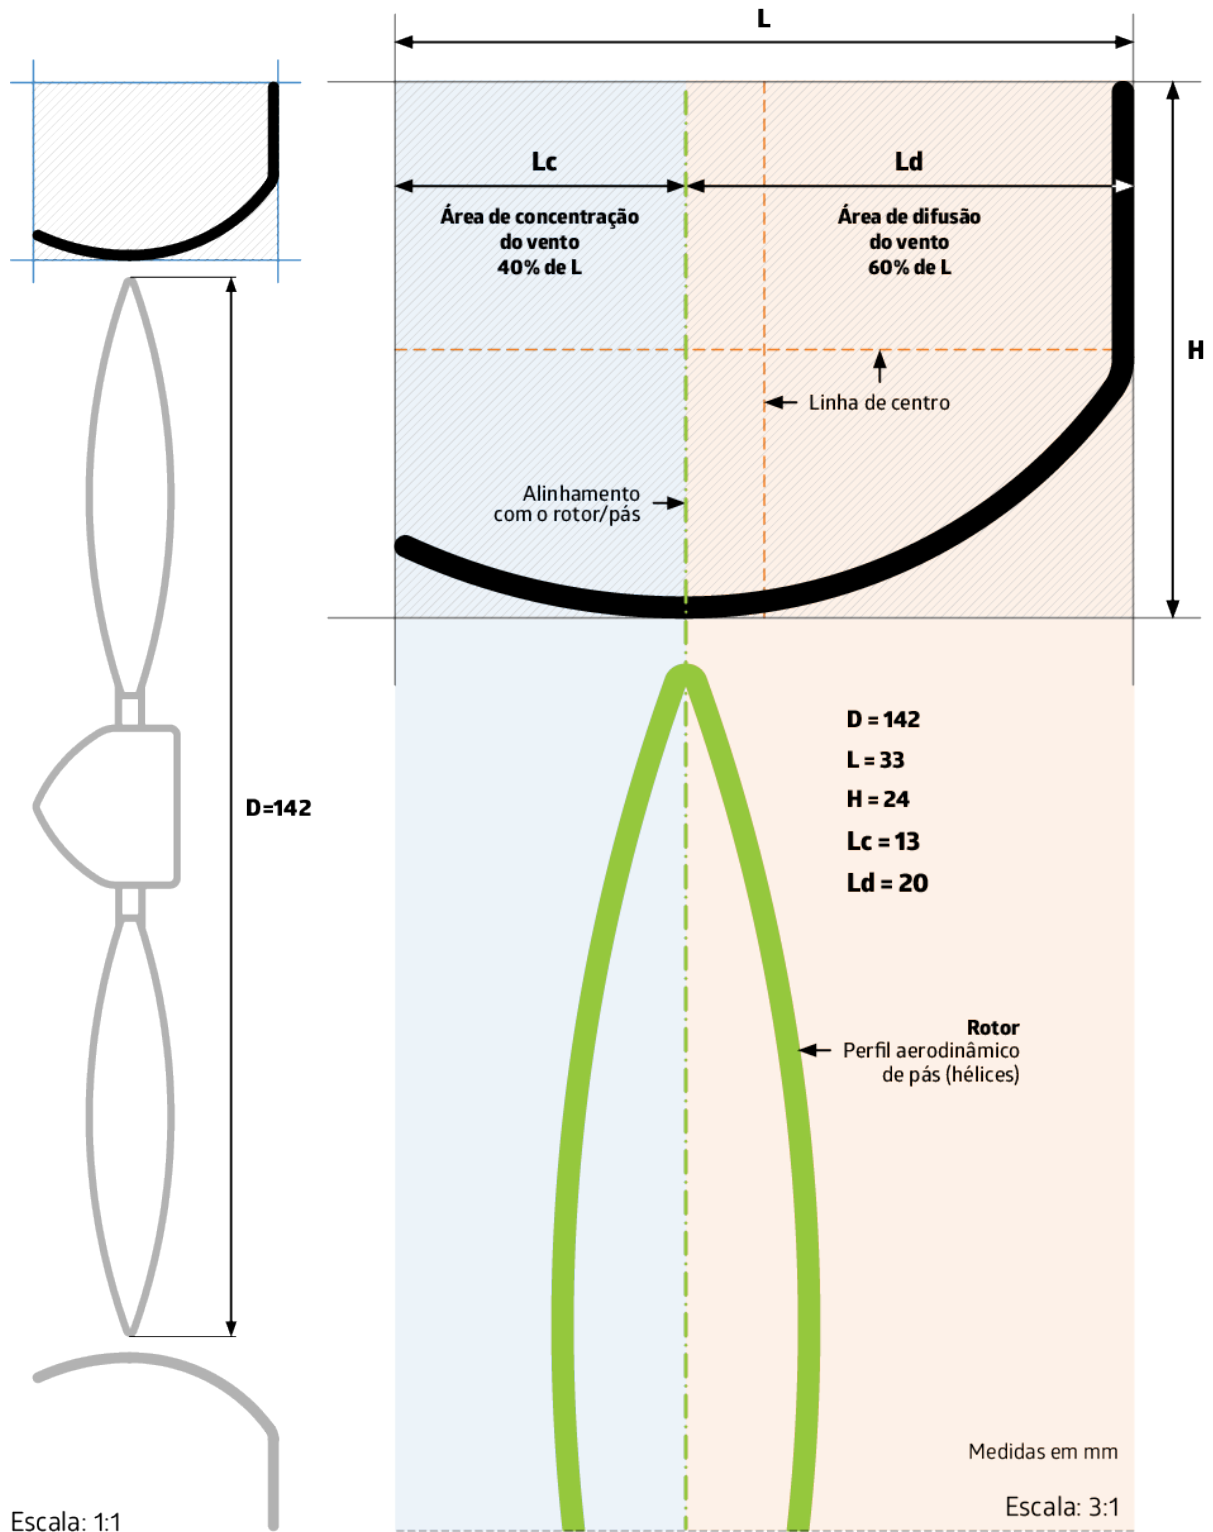 L
Lc
Ld
Área de concentração
do vento
40% de L
Área de difusão
do vento
60% de L
H
Linha de centro
Alinhamento
com o rotor/pás
D = 142
L = 33
H = 24
Lc = 13
Ld = 20
D=142
Rotor
Perfil aerodinâmico
de pás (hélices)
Medidas em mm
Escala: 3:1
Escala: 1:1